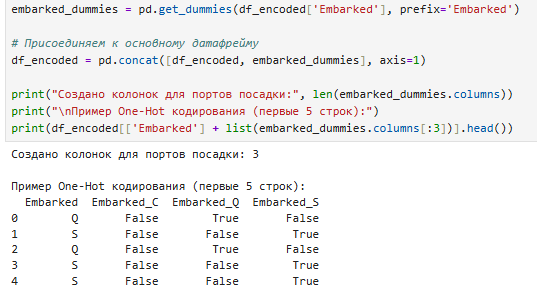 embarked_dummies = pd.get_dummies(df_encoded['Embarked'], prefix='Embarked')
# Присоединяем к основному датафрейму
df_encoded = pd.concat([df_encoded, embarked_dummies], axis=1)
print("Создано колонок для портов посадки:", len(embarked_dummies.columns))
print("\nПример One-Hot кодирования (первые 5 строк):")
print(df_encoded[['Embarked'] + list(embarked_dummies.columns[:3])].head())
Создано колонок для портов посадки: 3
Пример One-Hot кодирования (первые 5 строк):
  Embarked  Embarked_C  Embarked_Q  Embarked_S
0        Q       False        True       False
1        S       False       False        True
2        Q       False        True       False
3        S       False       False        True
4        S       False       False        True